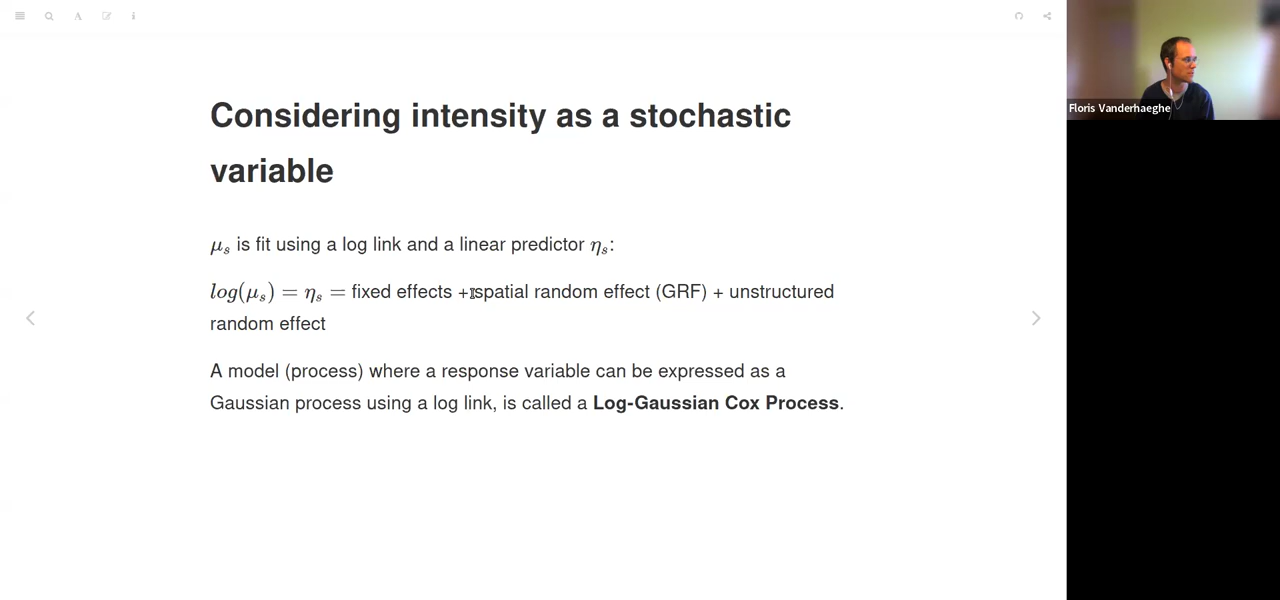 Considering intensity as a stochastic
variable
μₛ is fit using a log link and a linear predictor ηₛ:
log(μₛ) = ηₛ = fixed effects + spatial random effect (GRF) + unstructured
random effect
A model (process) where a response variable can be expressed as a
Gaussian process using a log link, is called a Log-Gaussian Cox Process.
Floris Vanderhaeghe